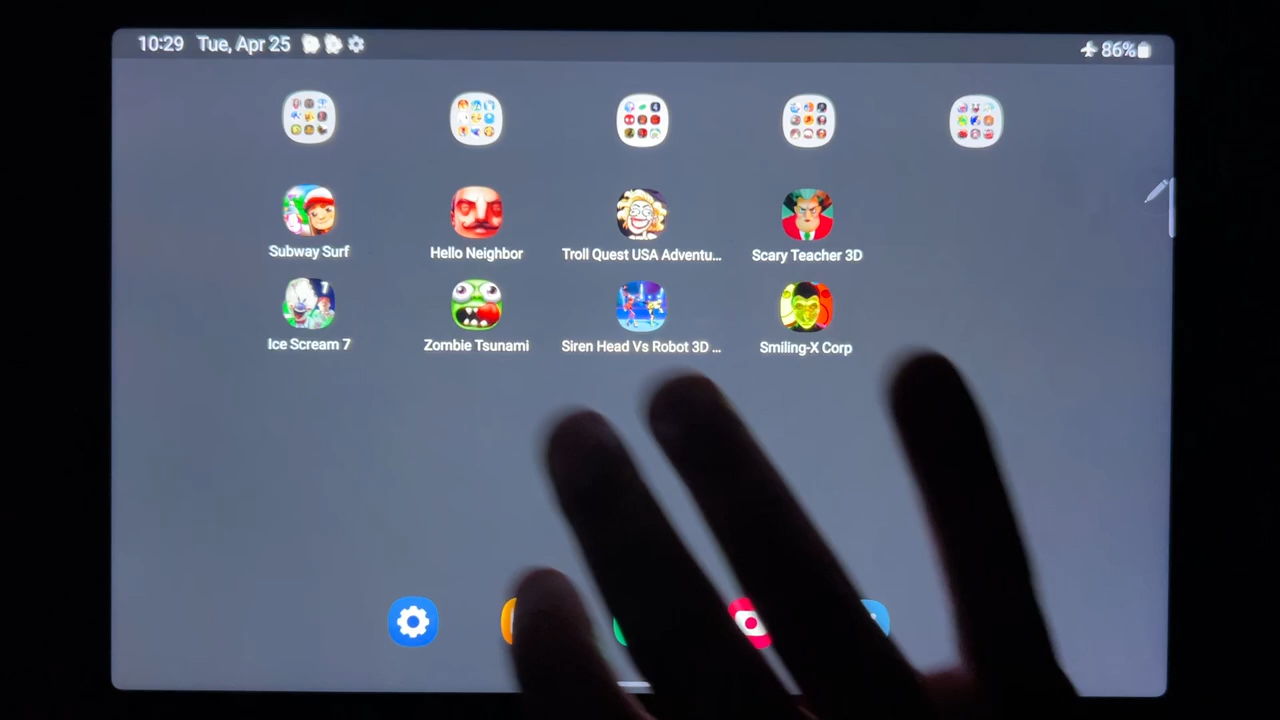 10:29 Tue, Apr 25 86%
Subway Surf Hello Neighbor Troll Quest USA Adventu... Scary Teacher 3D
7
Ice Scream 7 Zombie Tsunami Siren Head Vs Robot 3D ... Smiling-X Corp